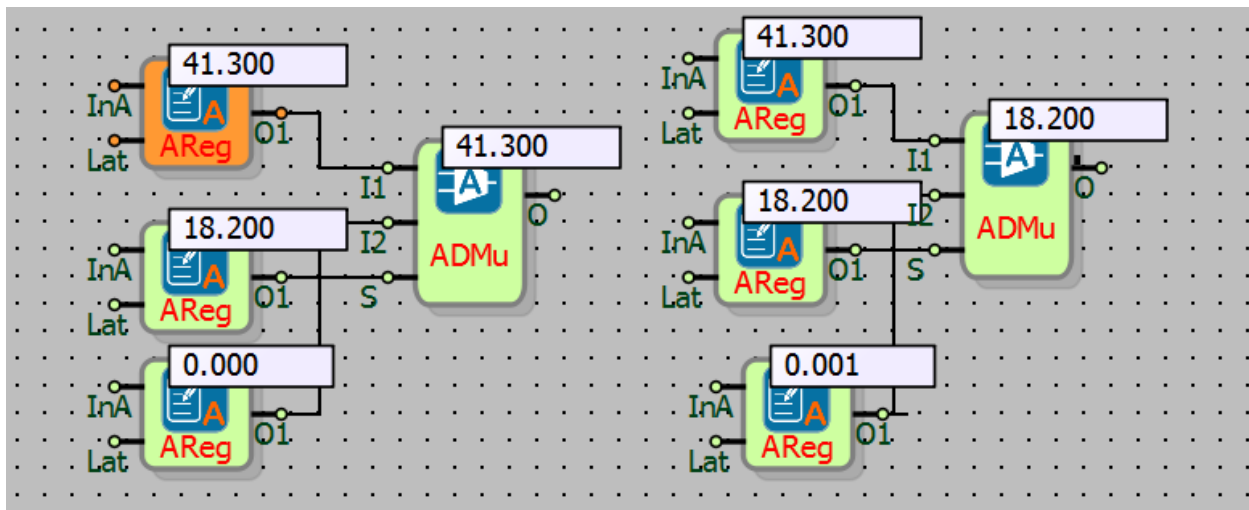 41.300
InA
A
O1
Lat
AReg
41.300
I1
A
O
I2
ADMu
S
18.200
InA
A
O1
Lat
AReg
0.000
InA
A
O1
Lat
AReg
41.300
InA
A
O1
Lat
AReg
18.200
I1
A
O
I2
ADMu
S
18.200
InA
A
O1
Lat
AReg
0.001
InA
A
O1
Lat
AReg